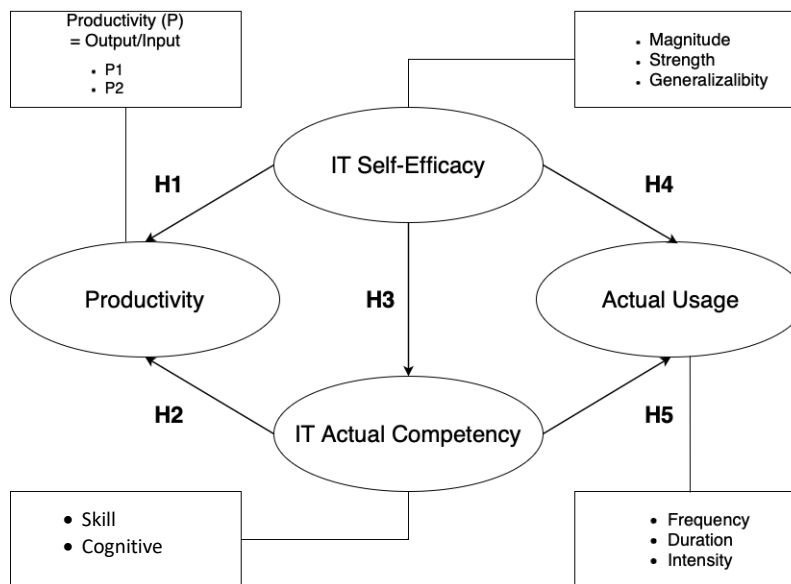 Productivity (P)
= Output/Input
• P1
• P2
• Magnitude
• Strength
• Generalizalibity
IT Self-Efficacy
H1
H4
Productivity
H3
Actual Usage
H2
IT Actual Competency
H5
• Skill
• Cognitive
• Frequency
• Duration
• Intensity